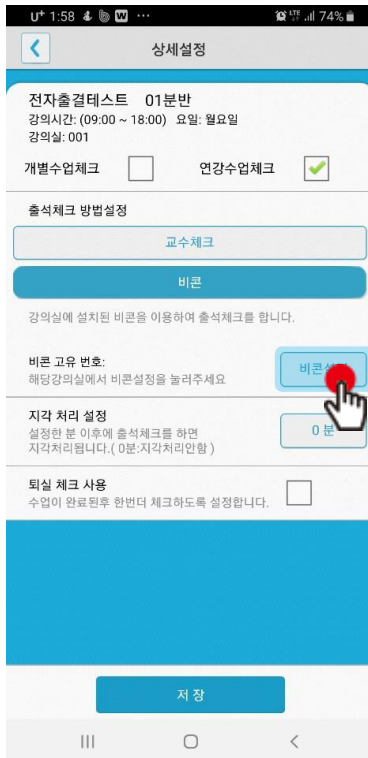 U+ 1:58 W ···
LTE 74%
상세설정
전자출결테스트 01분반
강의시간: (09:00 ~ 18:00) 요일: 월요일
강의실: 001
개별수업체크 연강수업체크
출석체크 방법설정
교수체크
비콘
강의실에 설치된 비콘을 이용하여 출석체크를 합니다.
비콘 고유 번호:
해당강의실에서 비콘설정을 눌러주세요
지각 처리 설정
설정한 분 이후에 출석체크를 하면
지각처리됩니다.( 0분:지각처리안함 )
0 분
퇴실 체크 사용
수업이 완료된후 한번더 체크하도록 설정합니다.
저 장